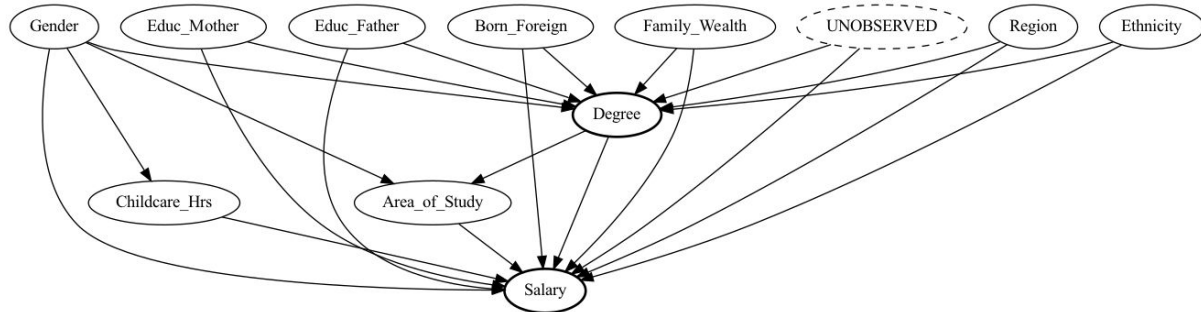 Gender
Educ_Mother
Educ_Father
Born_Foreign
Family_Wealth
UNOBSERVED
Region
Ethnicity
Degree
Childcare_Hrs
Area_of_Study
Salary